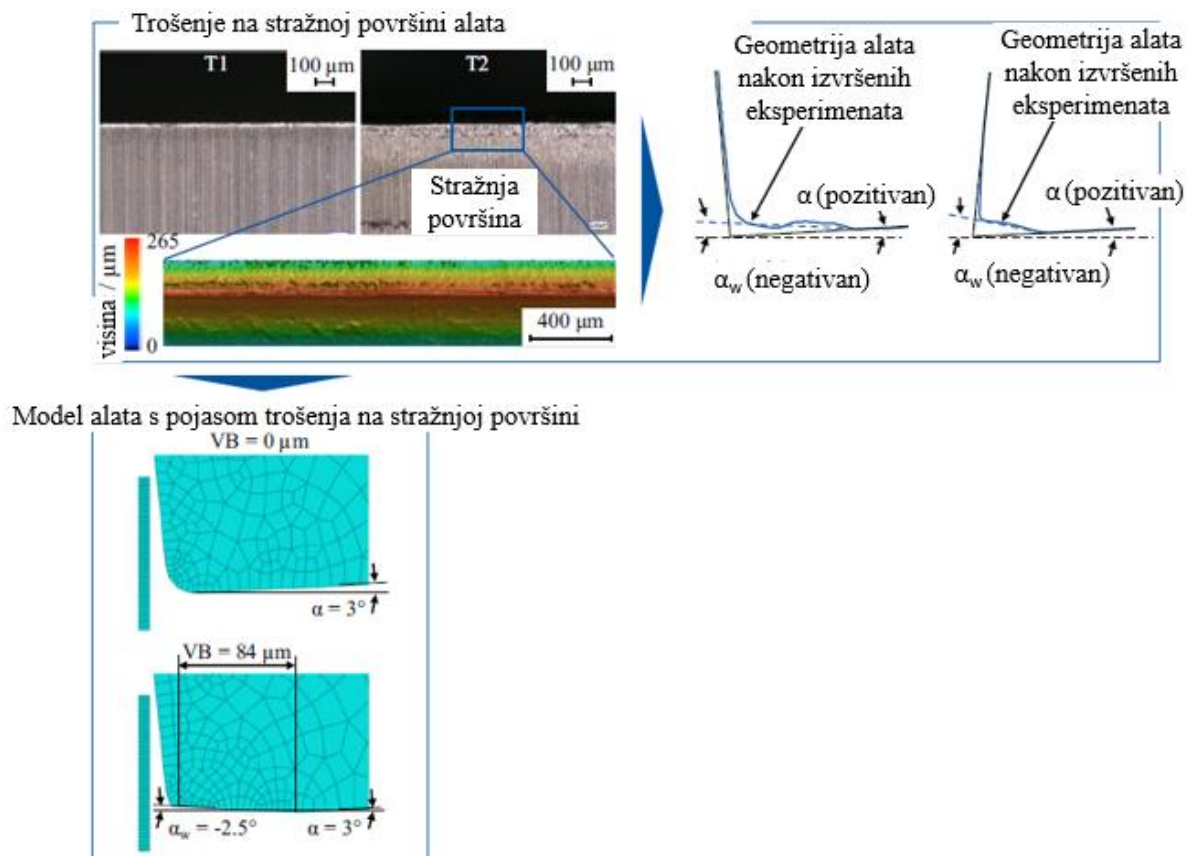 Trošenje na stražnoj površini alata
T1
100 µm
T2
100 µm
Stražnja
površina
265
visina / µm
0
400 µm
Geometrija alata
nakon izvršenih
eksperimenata
α (pozitivan)
αw (negativan)
Geometrija alata
nakon izvršenih
eksperimenata
α (pozitivan)
αw (negativan)
Model alata s pojasom trošenja na stražnjoj površini
VB = 0 µm
α = 3°
VB = 84 µm
αw = -2.5°
α = 3°